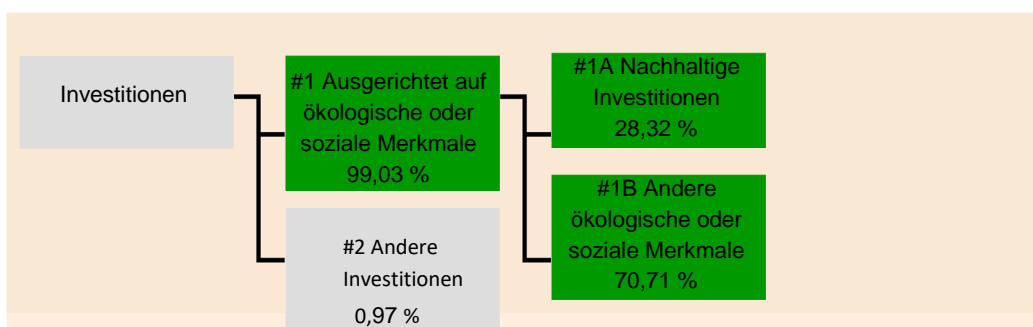 Investitionen
#1 Ausgerichtet auf
ökologische oder
soziale Merkmale
99,03 %
#2 Andere
Investitionen
0,97 %
#1A Nachhaltige
Investitionen
28,32 %
#1B Andere
ökologische oder
soziale Merkmale
70,71 %